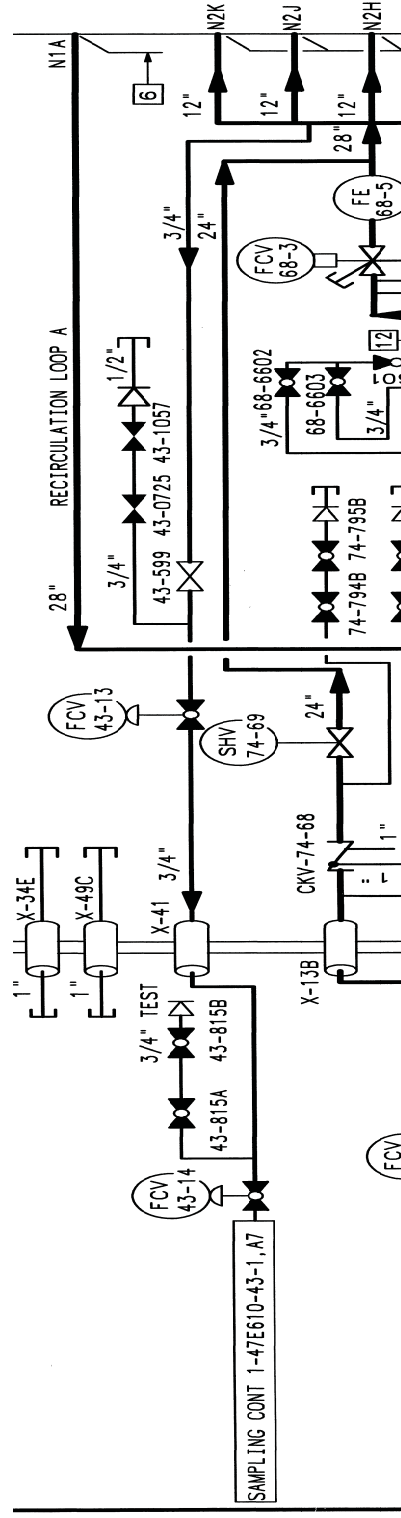 N1A
N2K
N2J
N2H
6
12"
12"
12"
28"
3/4"
24"
FE
68-5
FCV
68-3
RECIRCULATION LOOP A
28"
1/2"
43-1057
43-0725
3/4"
43-599
12
3/4"
68-6602
68-6603
3/4"
74-795B
74-794B
FCV
43-13
SHV
74-69
24"
CKV-74-68
1"
1"
3/4"
X-34E
X-49C
X-41
X-13B
1"
1"
3/4" TEST
43-815B
43-815A
FCV
43-14
FCV
SAMPLING CONT 1-47E610-43-1,A7